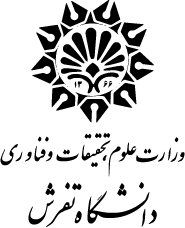 ۱۳۶۶
وزارت علوم تحقیقات و فناوری
دانشگاه تفرش